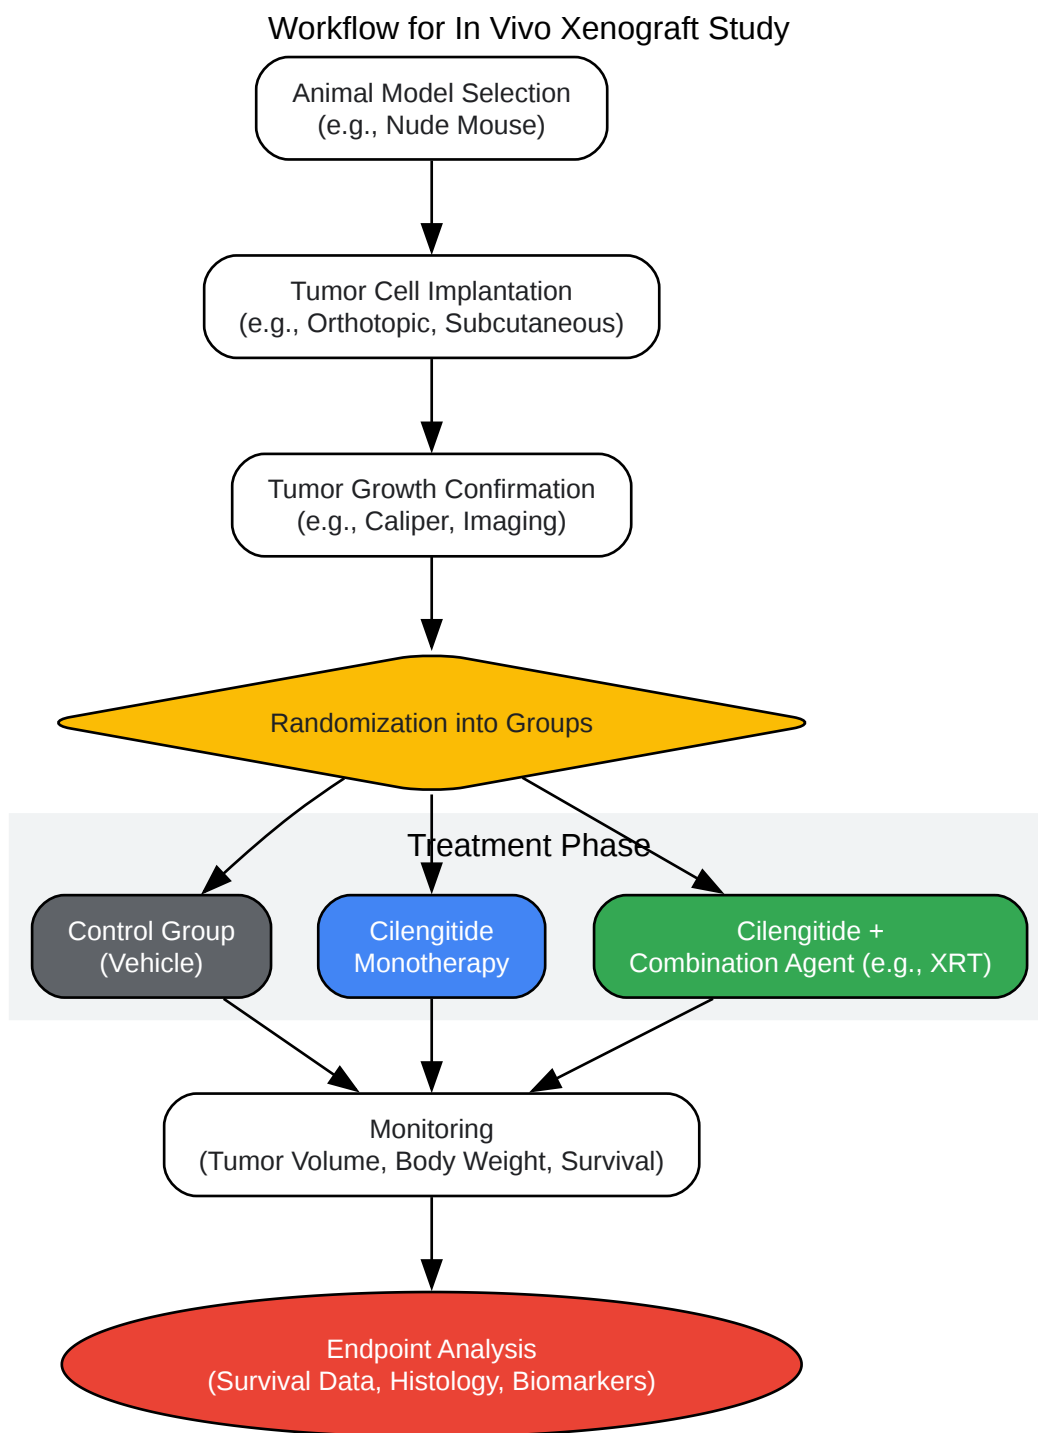 Workflow for In Vivo Xenograft Study
Animal Model Selection
(e.g., Nude Mouse)
Tumor Cell Implantation
(e.g., Orthotopic, Subcutaneous)
Tumor Growth Confirmation
(e.g., Caliper, Imaging)
Randomization into Groups
Treatment Phase
Control Group
(Vehicle)
Cilengitide
Monotherapy
Cilengitide +
Combination Agent (e.g., XRT)
Monitoring
(Tumor Volume, Body Weight, Survival)
Endpoint Analysis
(Survival Data, Histology, Biomarkers)